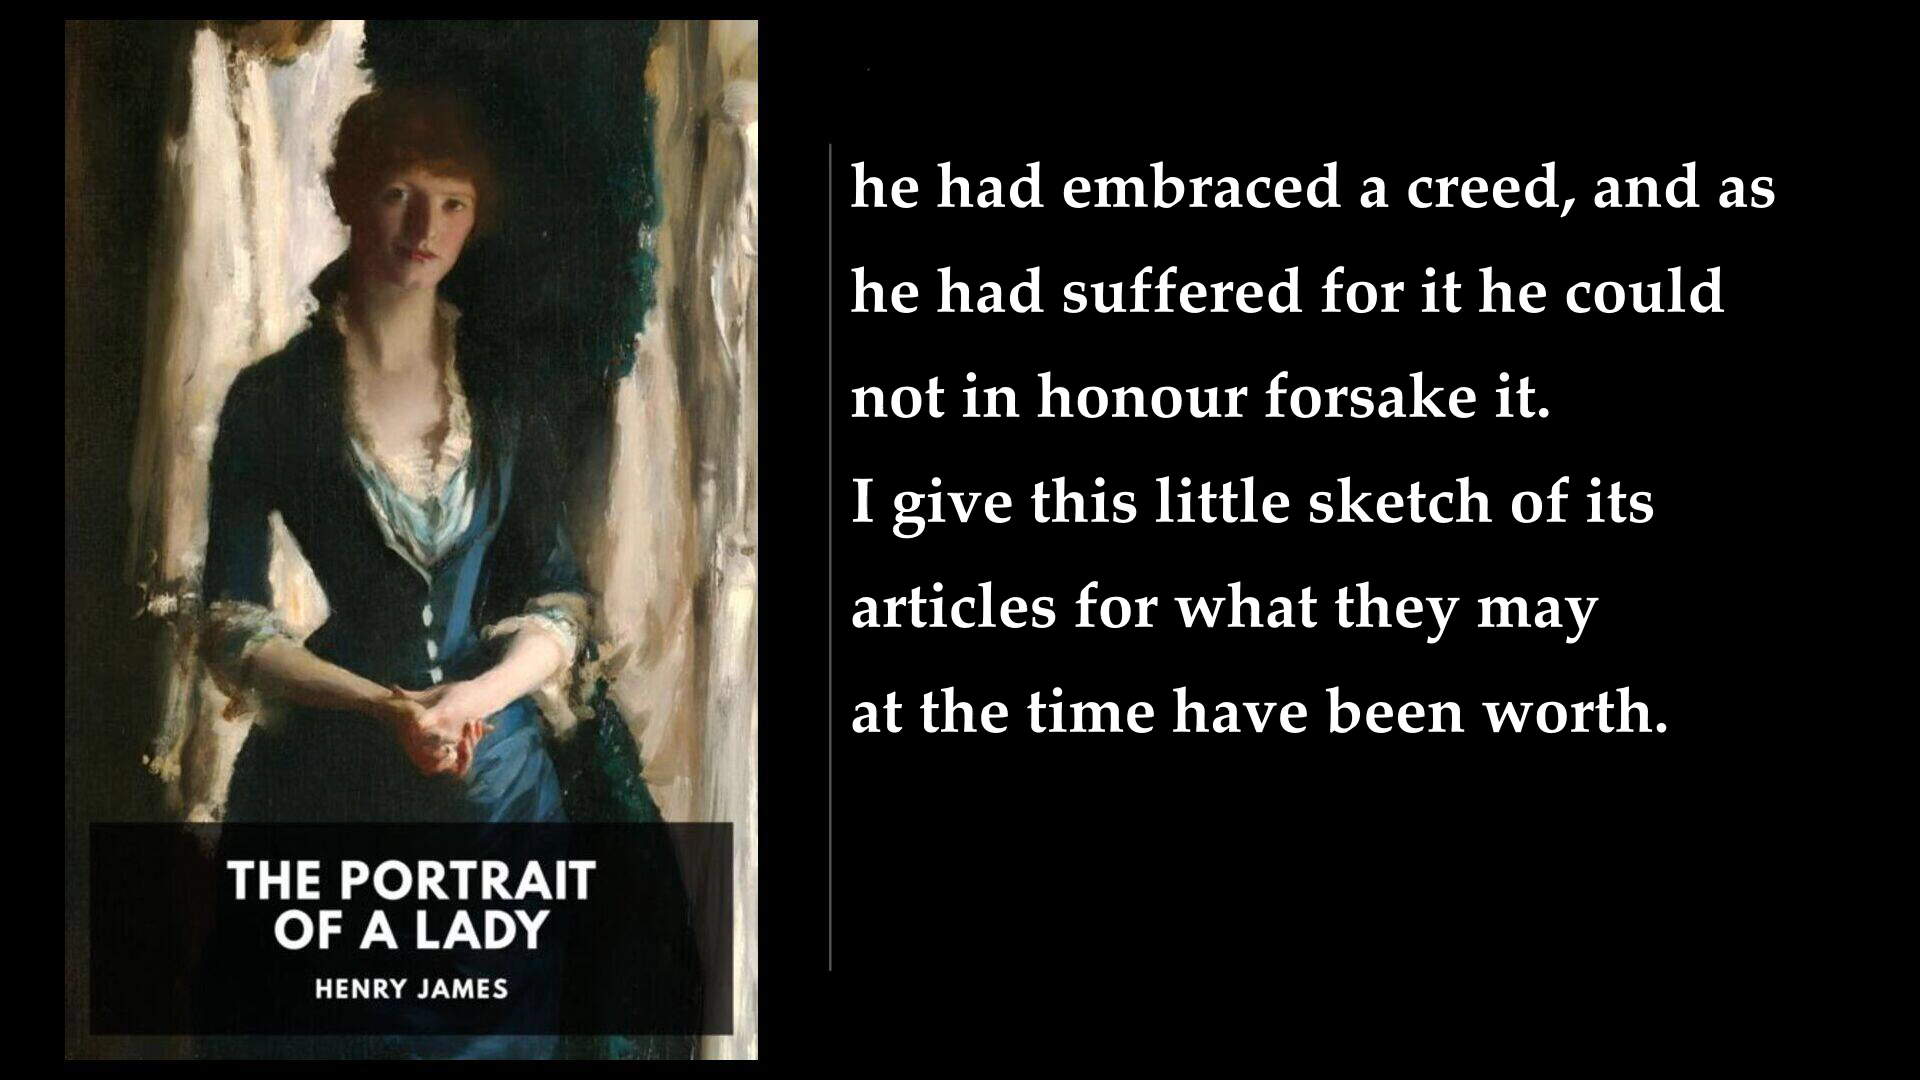 he had embraced a creed, and as
he had suffered for it he could
not in honour forsake it.
I give this little sketch of its
articles for what they may
at the time have been worth.
THE PORTRAIT
OF A LADY
HENRY JAMES